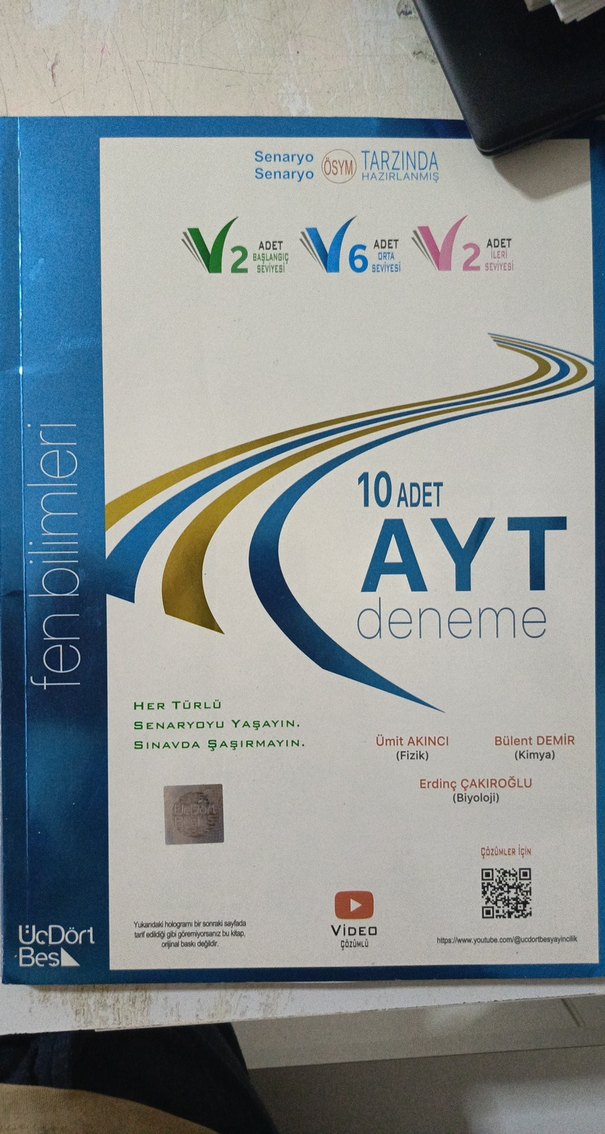 Senaryo
Senaryo
ÖSYM
TARZINDA
HAZIRLANMIŞ
2 ADET
BAŞLANGIÇ
SEVİYESİ
6 ADET
ORTA
SEVİYESİ
2 ADET
İLERİ
SEVİYESİ
fen bilimleri
10 ADET
AYT
deneme
HER TÜRLÜ
SENARYOYU YAŞAYIN,
SINAVDA ŞAŞIRMAYIN.
Ümit AKINCI
(Fizik)
Bülent DEMİR
(Kimya)
Erdinç ÇAKIROĞLU
(Biyoloji)
ÜçDört
Yukarıdaki hologramı bir sonraki sayfada
tarif edildiği gibi göremiyorsanız bu kitap,
orijinal baskı değildir.
VİDEO
ÇÖZÜMLÜ
ÇÖZÜMLER İÇİN
https://www.youtube.com/@ucdortbesyayincilik
ÜçDört
Beş